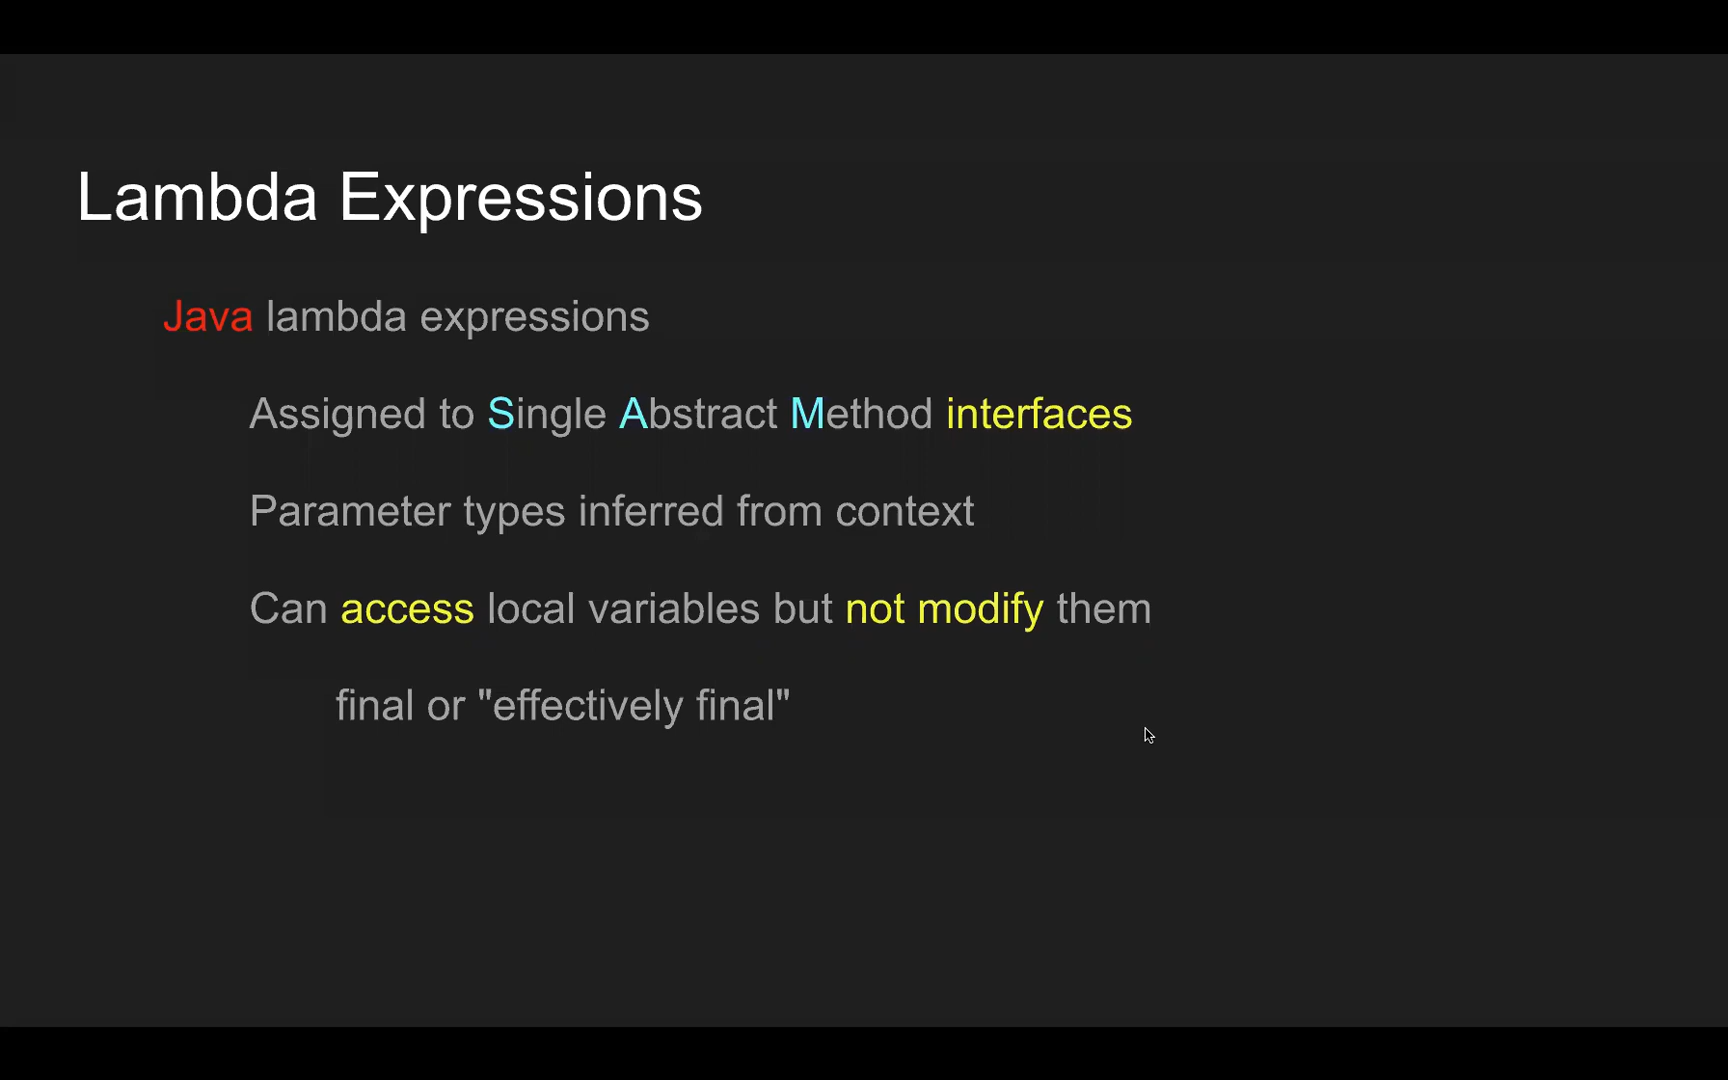 Lambda Expressions
Java lambda expressions
Assigned to Single Abstract Method interfaces
Parameter types inferred from context
Can access local variables but not modify them
final or "effectively final"